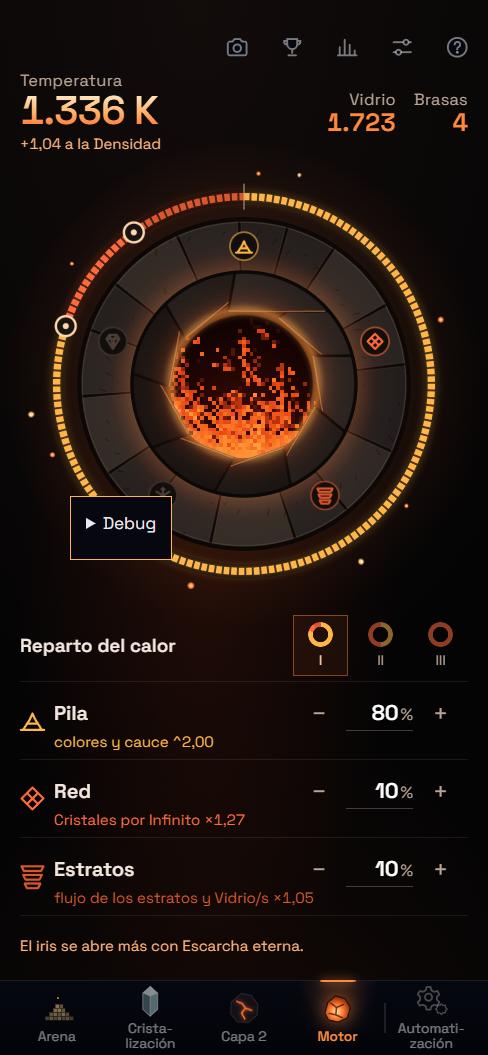 Temperatura
1.336 K
+1,04 a la Densidad
Vidrio
1.723
Brasas
4
Debug
Reparto del calor
I
II
III
Pila
− 80% +
colores y cauce ^2,00
Red
− 10% +
Cristales por Infinito ×1,27
Estratos
− 10% +
flujo de los estratos y Vidrio/s ×1,05
El iris se abre más con Escarcha eterna.
Arena
Crista-
lización
Capa 2
Motor
Automati-
zación